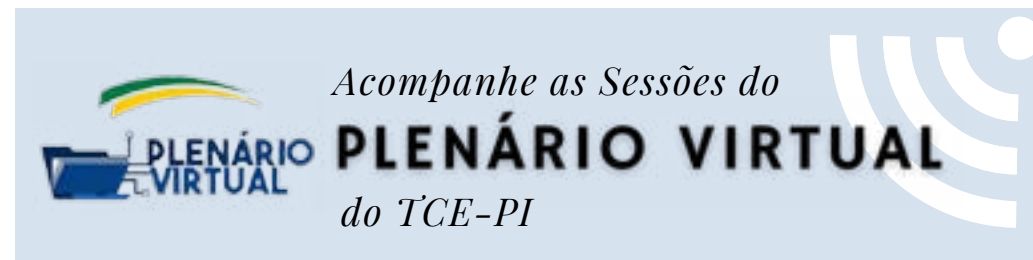 PLENÁRIO
VIRTUAL
Acompanhe as Sessões do
PLENÁRIO VIRTUAL
do TCE-PI